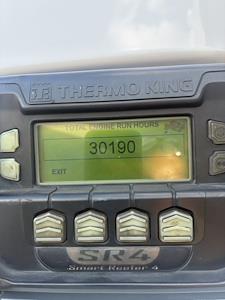 THERMO KING
TOTAL ENGINE RUN HOURS
30190
EXIT
SR4
Smart Reefer 4